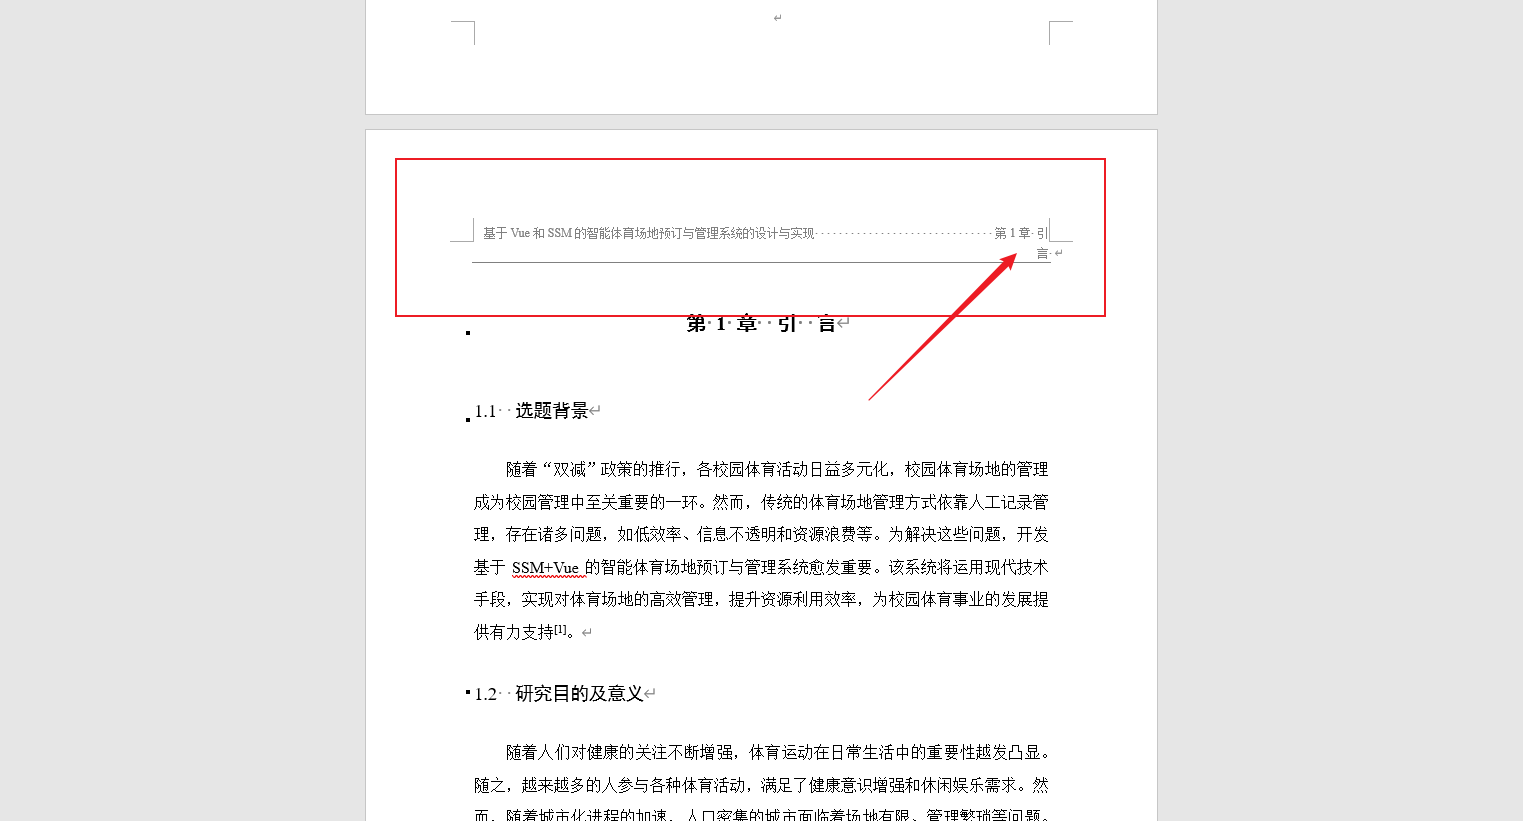 基于 Vue 和 SSM 的智能体育场地预订与管理系统的设计与实现 第 1 章 引
言
第 1 章 引 言
1.1 选题背景
随着“双减”政策的推行，各校园体育活动日益多元化，校园体育场地的管理
成为校园管理中至关重要的一环。然而，传统的体育场地管理方式依靠人工记录管
理，存在诸多问题，如低效率、信息不透明和资源浪费等。为解决这些问题，开发
基于 SSM+Vue 的智能体育场地预订与管理系统愈发重要。该系统将运用现代技术
手段，实现对体育场地的高效管理，提升资源利用效率，为校园体育事业的发展提
供有力支持[1]。
1.2 研究目的及意义
随着人们对健康的关注不断增强，体育运动在日常生活中的重要性越发凸显。
随之，越来越多的人参与各种体育活动，满足了健康意识增强和休闲娱乐需求。然
而，随着城市化进程的加速，人口密集的城市面临着场地有限、管理繁琐等问题。